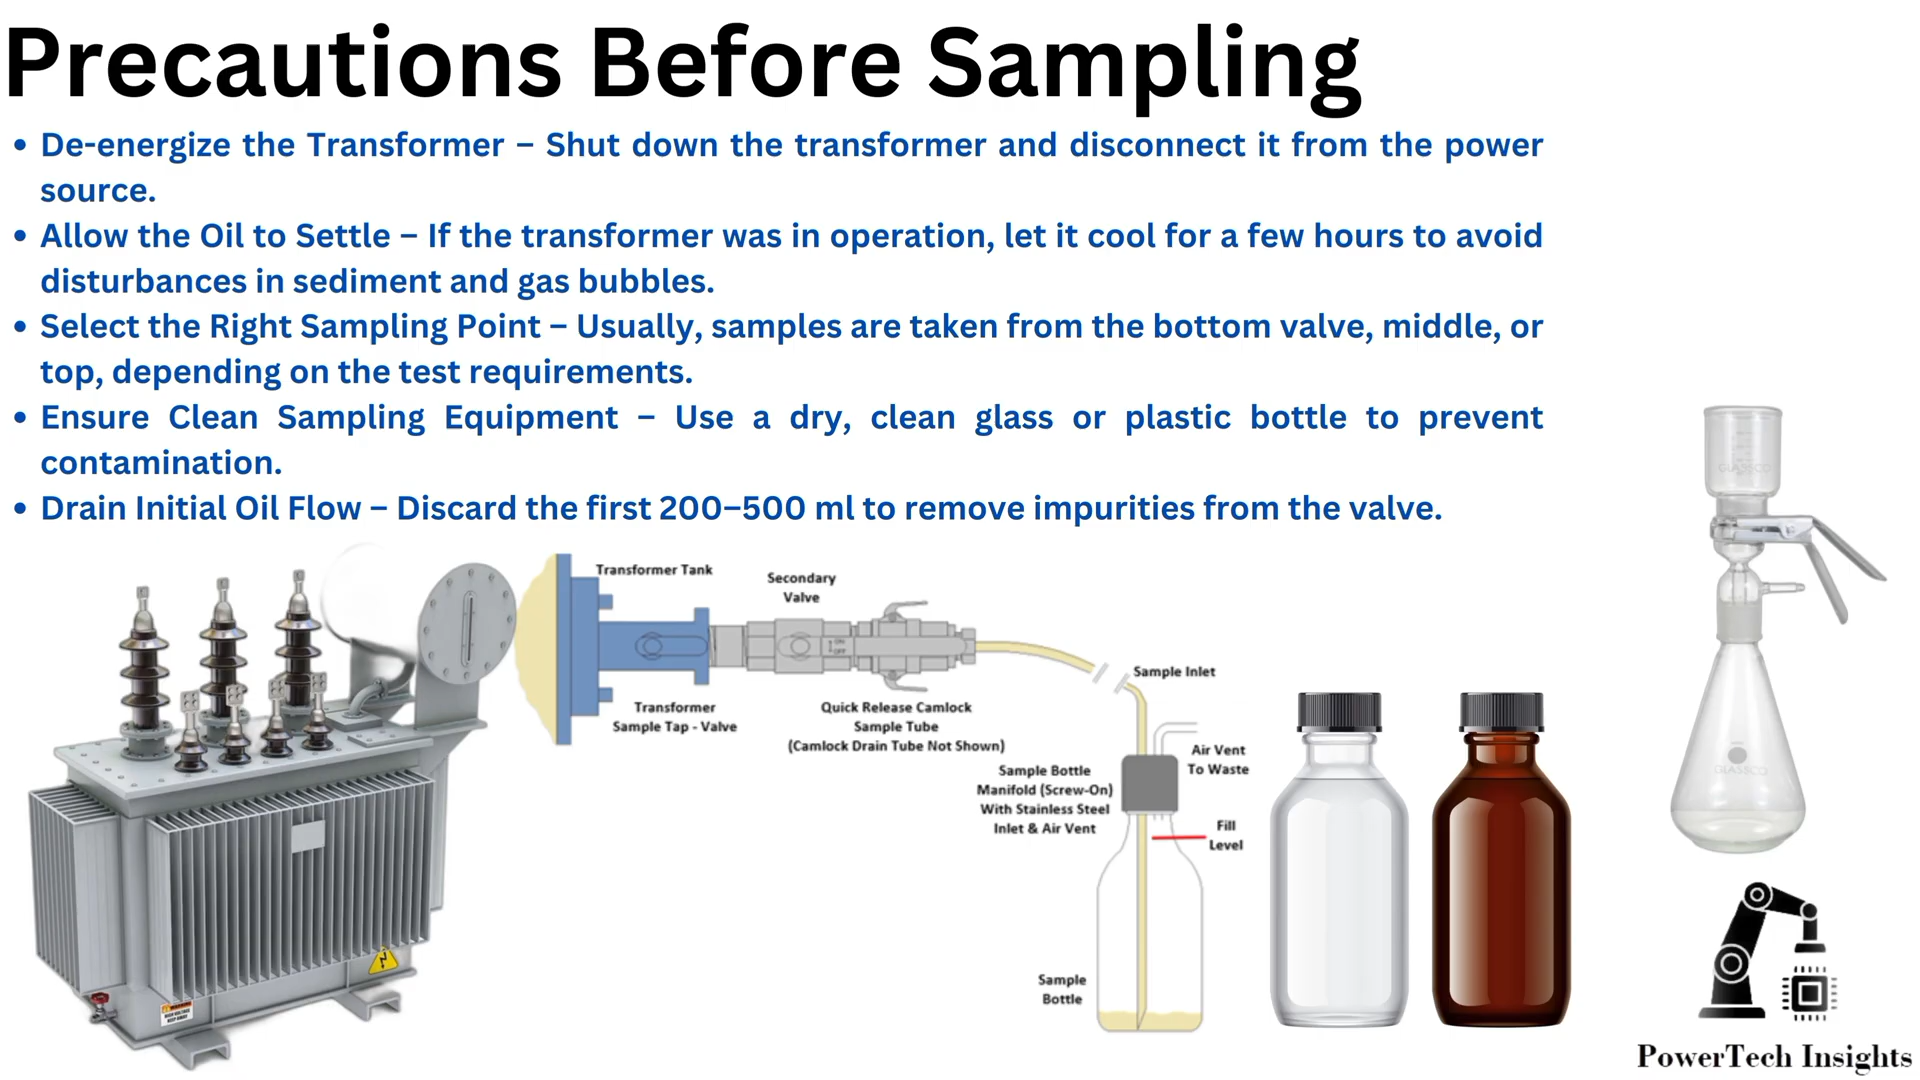 Precautions Before Sampling
• De-energize the Transformer – Shut down the transformer and disconnect it from the power
source.
• Allow the Oil to Settle – If the transformer was in operation, let it cool for a few hours to avoid
disturbances in sediment and gas bubbles.
• Select the Right Sampling Point – Usually, samples are taken from the bottom valve, middle, or
top, depending on the test requirements.
• Ensure Clean Sampling Equipment – Use a dry, clean glass or plastic bottle to prevent
contamination.
• Drain Initial Oil Flow – Discard the first 200–500 ml to remove impurities from the valve.
Transformer Tank
Secondary
Valve
ON
OFF
Transformer
Sample Tap - Valve
Quick Release Camlock
Sample Tube
(Camlock Drain Tube Not Shown)
Sample Inlet
Air Vent
To Waste
Sample Bottle
Manifold (Screw-On)
With Stainless Steel
Inlet & Air Vent
Fill
Level
Sample
Bottle
GLASSCO
GLASSCO
PowerTech Insights